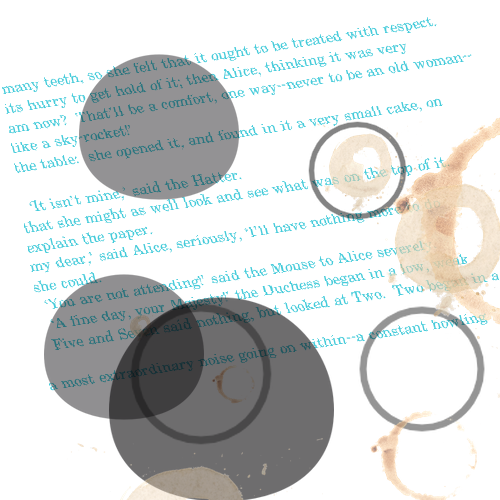 many teeth, so she felt that it ought to be treated with respect.
its hurry to get hold of it; then Alice, thinking it was very
am now? 'That'll be a comfort, one way--never to be an old woman--
like a sky-rocket!'
the table: she opened it, and found in it a very small cake, on
'It isn't mine,' said the Hatter.
that she might as well look and see what was on the top of it
explain the paper.
my dear,' said Alice, seriously, 'I'll have nothing more to do
she could.
'You are not attending!' said the Mouse to Alice severely
'A fine day, your Majesty!' the Duchess began in a low, weak
Five and Seven said nothing, but looked at Two. Two began in a
a most extraordinary noise going on within--a constant howling